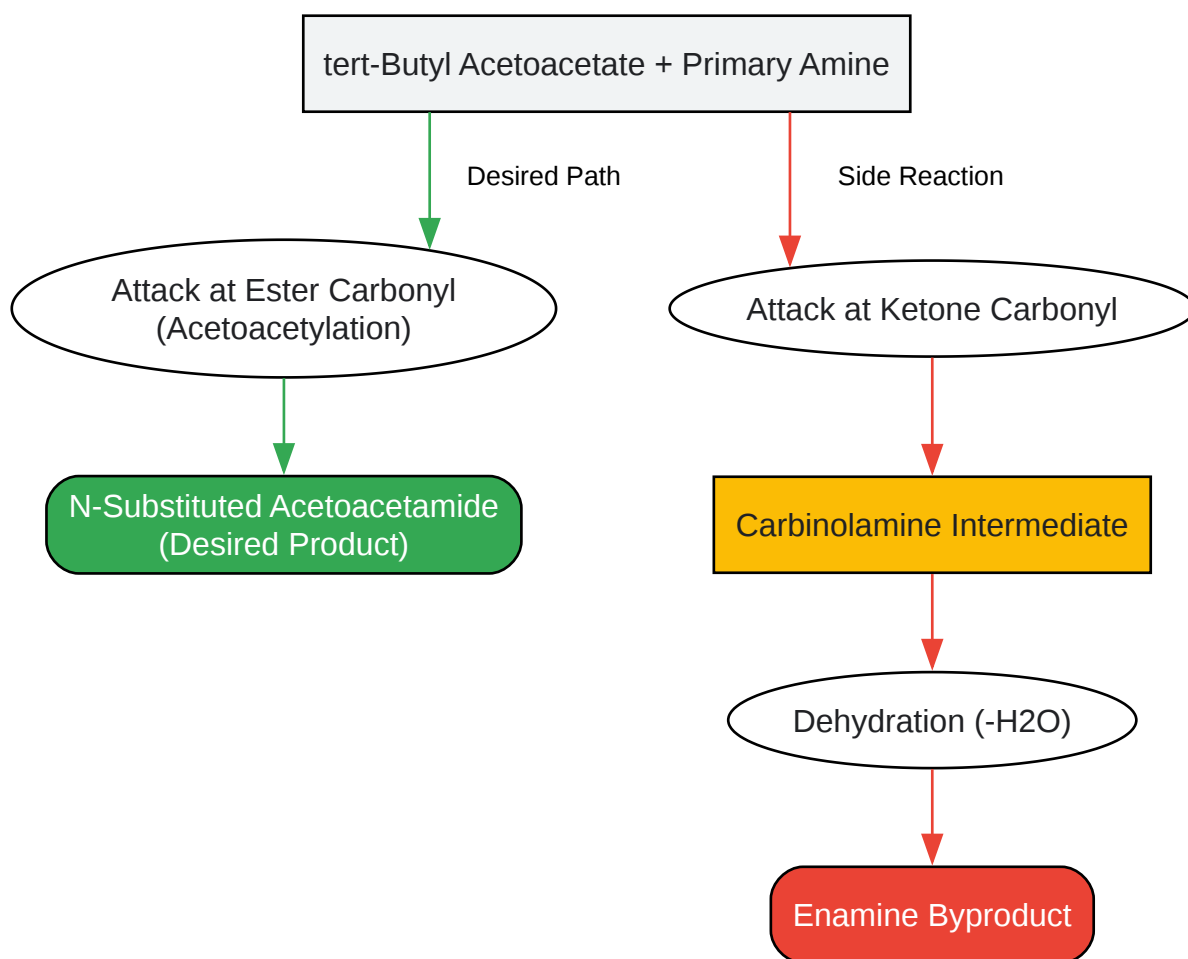 tert-Butyl Acetoacetate + Primary Amine
Desired Path
Side Reaction
Attack at Ester Carbonyl
(Acetoacetylation)
Attack at Ketone Carbonyl
N-Substituted Acetoacetamide
(Desired Product)
Carbinolamine Intermediate
Dehydration (-H2O)
Enamine Byproduct